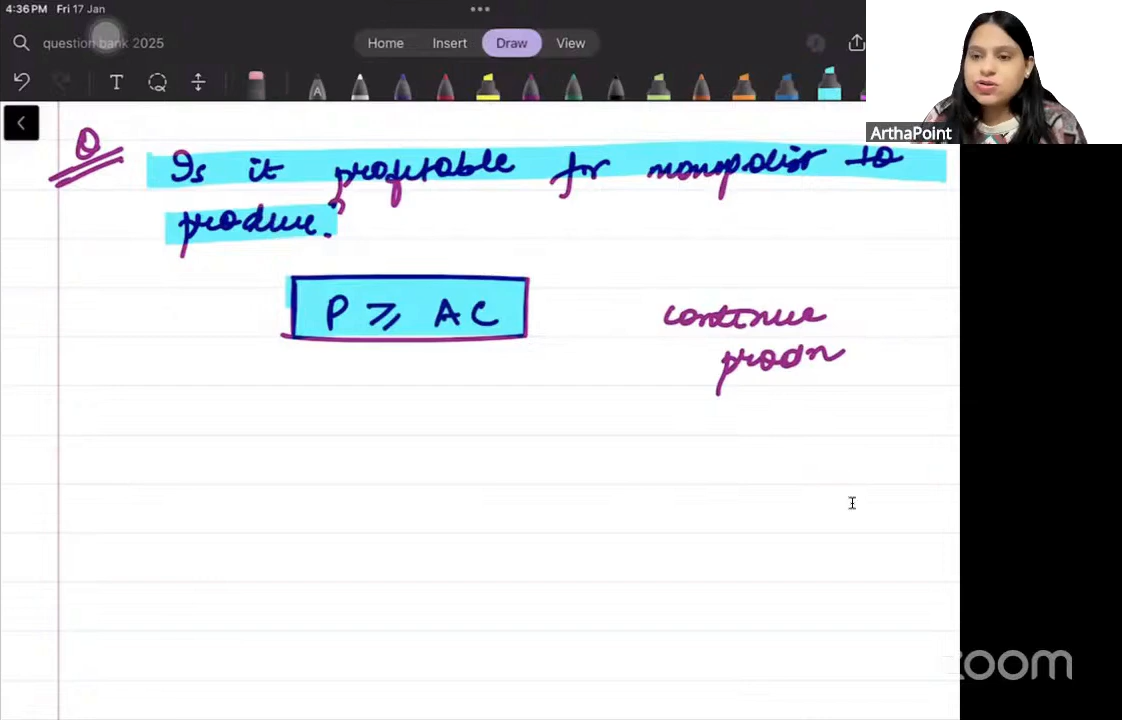 4:36 PM Fri 17 Jan
question bank 2025
Home Insert Draw View
T
A
ArthaPoint
Q
Is it profitable for monopolist to
produce?
P ⩾ AC
continue
prodn
zoom